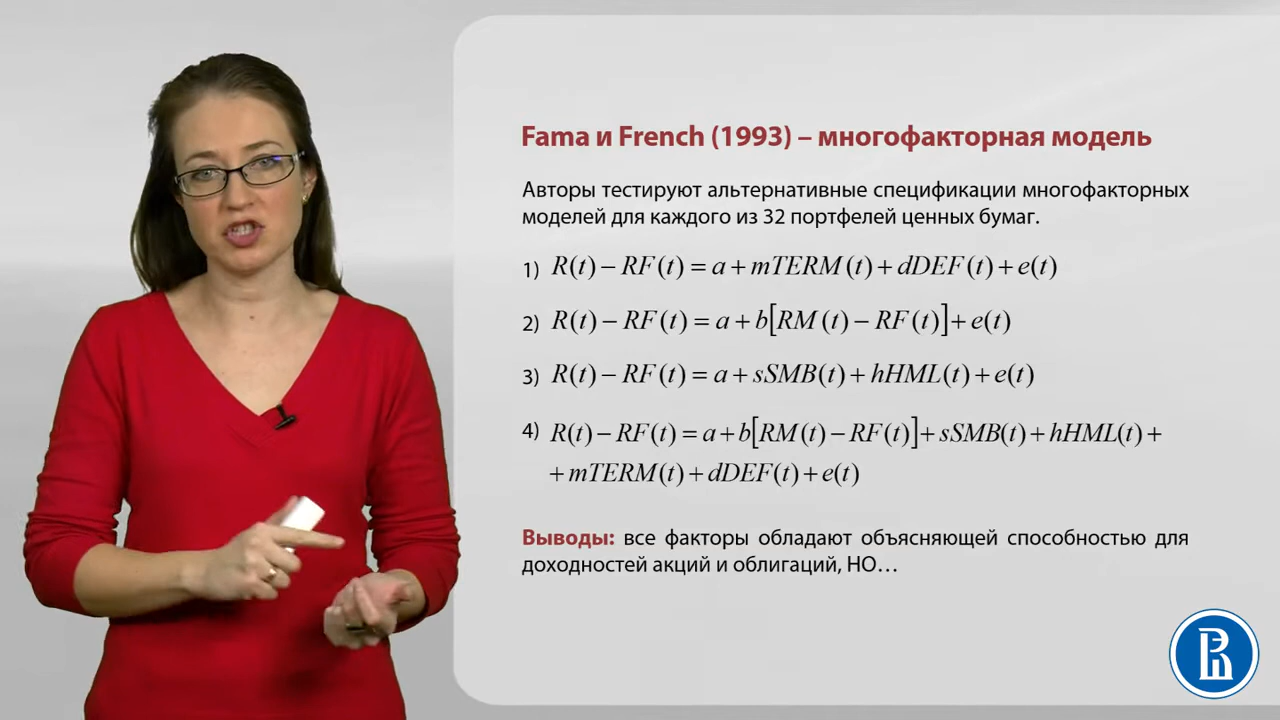 Fama и French (1993) – многофакторная модель
Авторы тестируют альтернативные спецификации многофакторных
моделей для каждого из 32 портфелей ценных бумаг.
1) R(t) – RF(t) = a + mTERM(t) + dDEF(t) + e(t)
2) R(t) – RF(t) = a + b[RM(t) – RF(t)] + e(t)
3) R(t) – RF(t) = a + sSMB(t) + hHML(t) + e(t)
4) R(t) – RF(t) = a + b[RM(t) – RF(t)] + sSMB(t) + hHML(t) +
+ mTERM(t) + dDEF(t) + e(t)
Выводы: все факторы обладают объясняющей способностью для
доходностей акций и облигаций, НО…